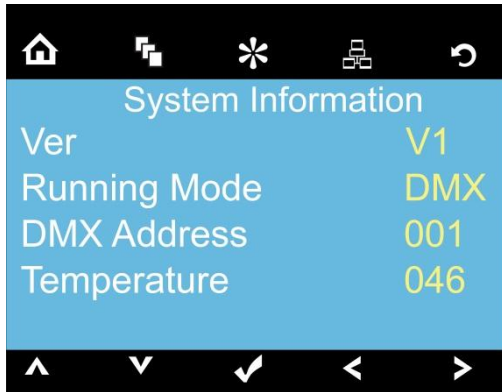 System Information
Ver V1
Running Mode DMX
DMX Address 001
Temperature 046